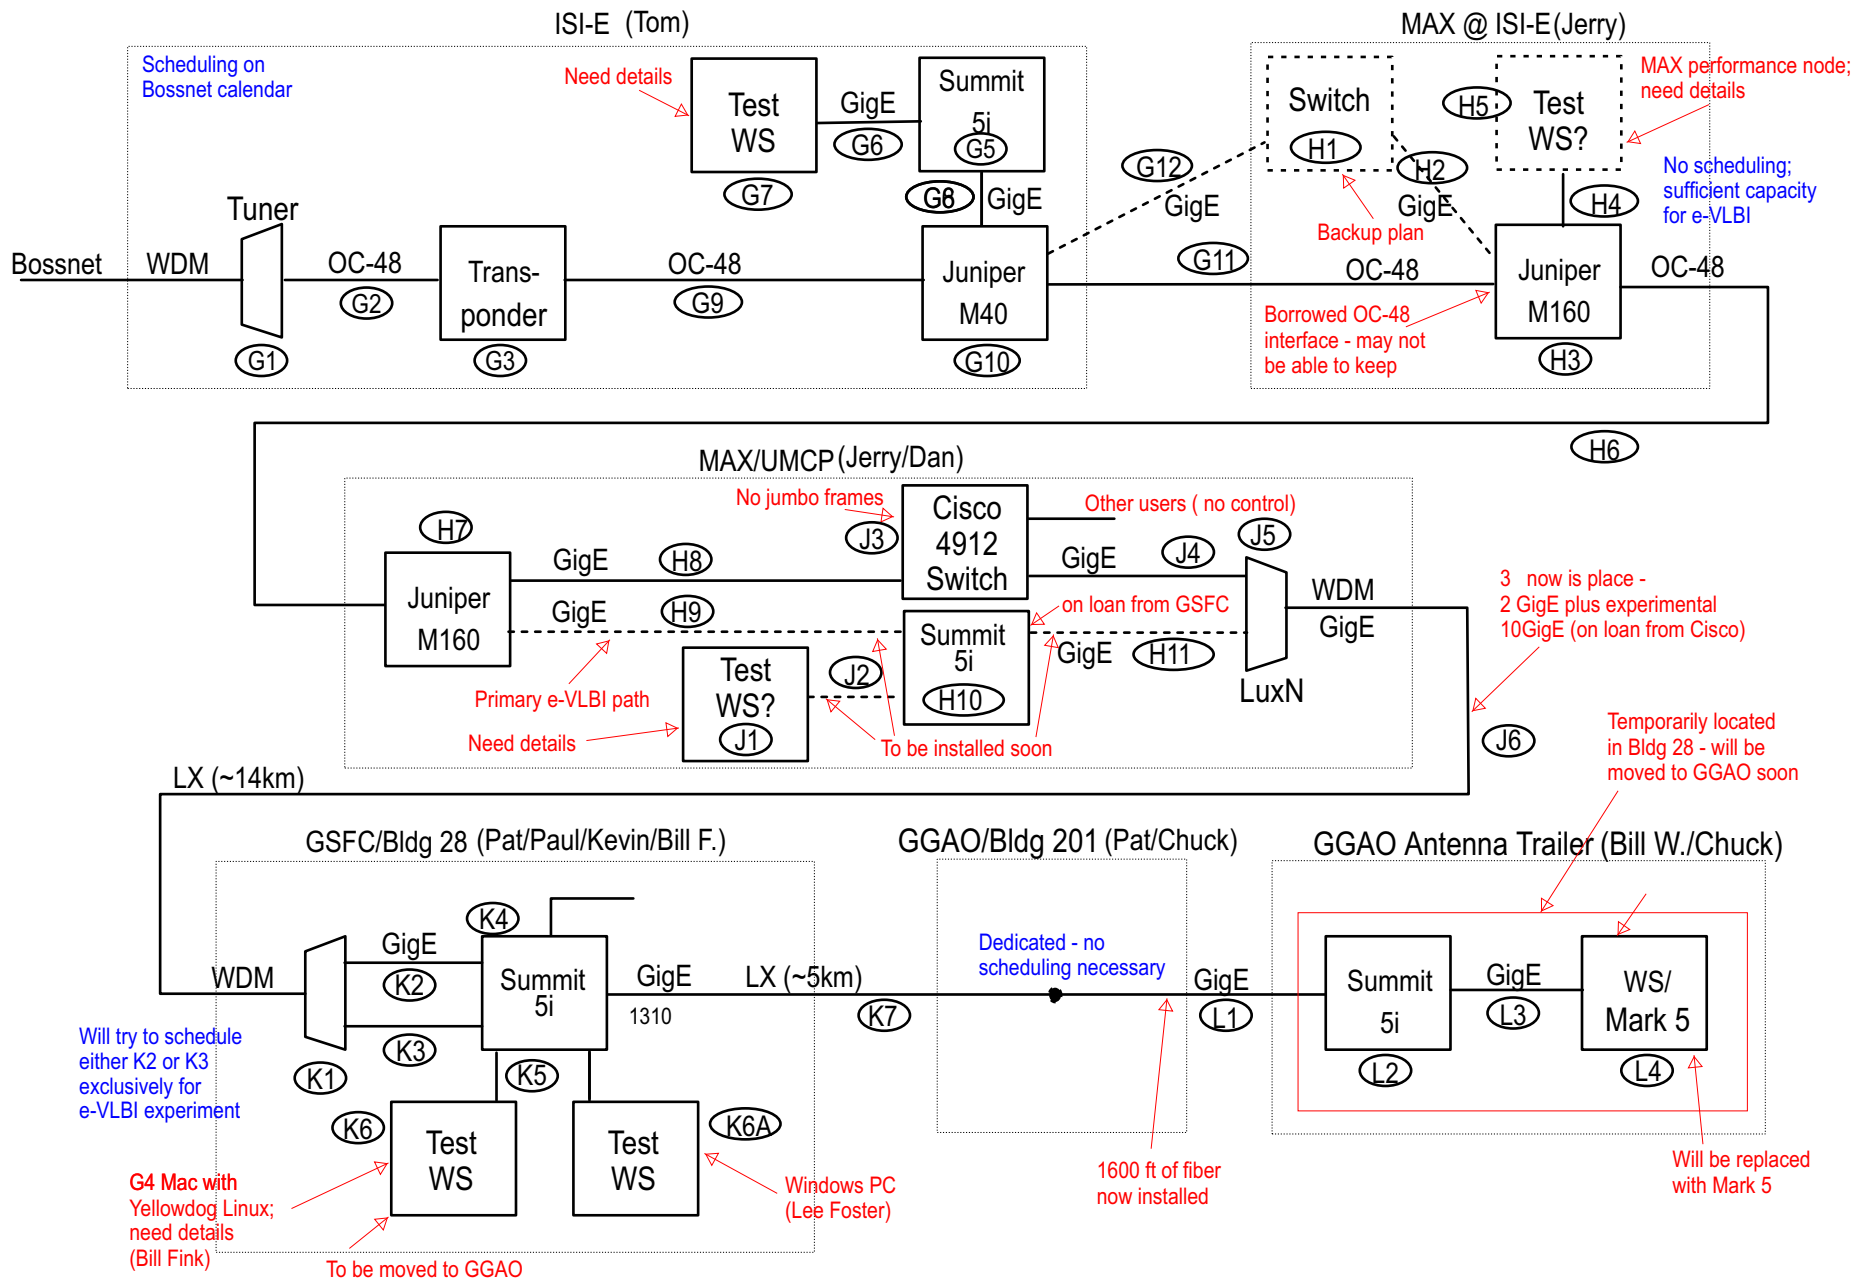 ISI-E (Tom)
MAX @ ISI-E (Jerry)
Scheduling on
Bossnet calendar
Need details
Test
WS
G7
GigE
G6
Summit
5i
G5
G8
GigE
Switch
H1
H5
Test
WS?
MAX performance node;
need details
G12
GigE
H2
GigE
H4
No scheduling;
sufficient capacity
for e-VLBI
Backup plan
Tuner
Bossnet
WDM
OC-48
G2
Trans-
ponder
OC-48
G9
Juniper
M40
G11
OC-48
Juniper
M160
OC-48
G1
G3
G10
Borrowed OC-48
interface - may not
be able to keep
H3
H6
MAX/UMCP (Jerry/Dan)
No jumbo frames
Cisco
4912
Switch
Other users ( no control)
H7
J3
J4
J5
GigE
H8
GigE
WDM
GigE
Juniper
M160
GigE
H9
Summit
5i
H10
on loan from GSFC
GigE
H11
LuxN
3 now is place -
2 GigE plus experimental
10GigE (on loan from Cisco)
Primary e-VLBI path
Test
WS?
J1
J2
Need details
To be installed soon
J6
Temporarily located
in Bldg 28 - will be
moved to GGAO soon
LX (~14km)
GSFC/Bldg 28 (Pat/Paul/Kevin/Bill F.)
GGAO/Bldg 201 (Pat/Chuck)
GGAO Antenna Trailer (Bill W./Chuck)
K4
WDM
GigE
K2
K3
K1
Summit
5i
GigE
1310
LX (~5km)
K7
Dedicated - no
scheduling necessary
GigE
L1
Summit
5i
L2
GigE
L3
WS/
Mark 5
L4
Will try to schedule
either K2 or K3
exclusively for
e-VLBI experiment
K5
K6
Test
WS
Test
WS
K6A
G4 Mac with
Yellowdog Linux;
need details
(Bill Fink)
To be moved to GGAO
Windows PC
(Lee Foster)
1600 ft of fiber
now installed
Will be replaced
with Mark 5